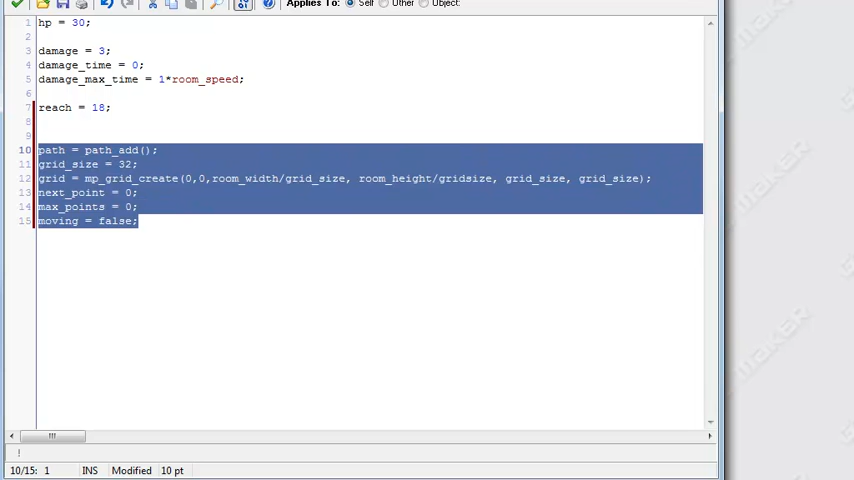 Applies To: Self Other Object:
1 hp = 30;
2
3 damage = 3;
4 damage_time = 0;
5 damage_max_time = 1*room_speed;
6
7 reach = 18;
8
9
10 path = path_add();
11 grid_size = 32;
12 grid = mp_grid_create(0,0,room_width/grid_size, room_height/gridsize, grid_size, grid_size);
13 next_point = 0;
14 max_points = 0;
15 moving = false;
!
10/15: 1 INS Modified 10 pt